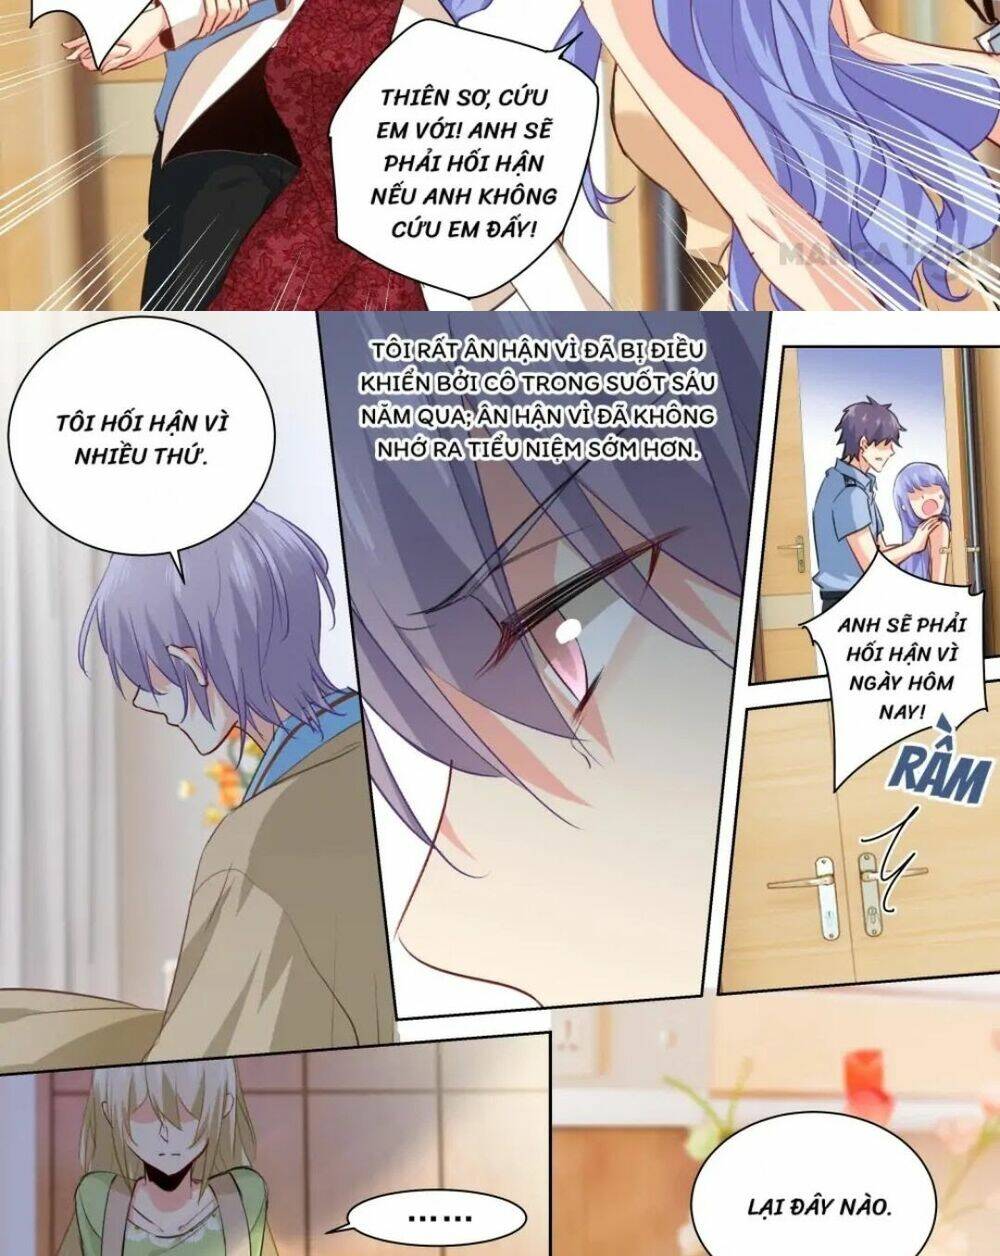 THIÊN SƠ, CỨU
EM VỚI! ANH SẼ
PHẢI HỐI HẬN
NẾU ANH KHÔNG
CỨU EM ĐẤY!
MANGA TOON
TÔI HỐI HẬN VÌ
NHIỀU THỨ.
TÔI RẤT ÂN HẬN VÌ ĐÃ BỊ ĐIỀU
KHIỂN BỞI CÔ TRONG SUỐT SÁU
NĂM QUA; ÂN HẬN VÌ ĐÃ KHÔNG
NHỚ RA TIỂU NIỆM SỚM HƠN.
ANH SẼ PHẢI
HỐI HẬN VÌ
NGÀY HÔM
NAY!
RẦM
......
LẠI ĐÂY NÀO.